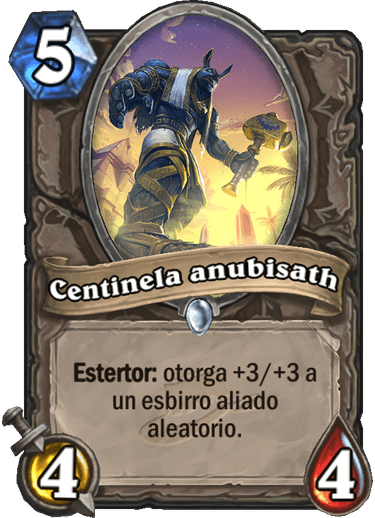 5
Centinela anubisath
Estertor: otorga +3/+3 a
un esbirro aliado
aleatorio.
4
4